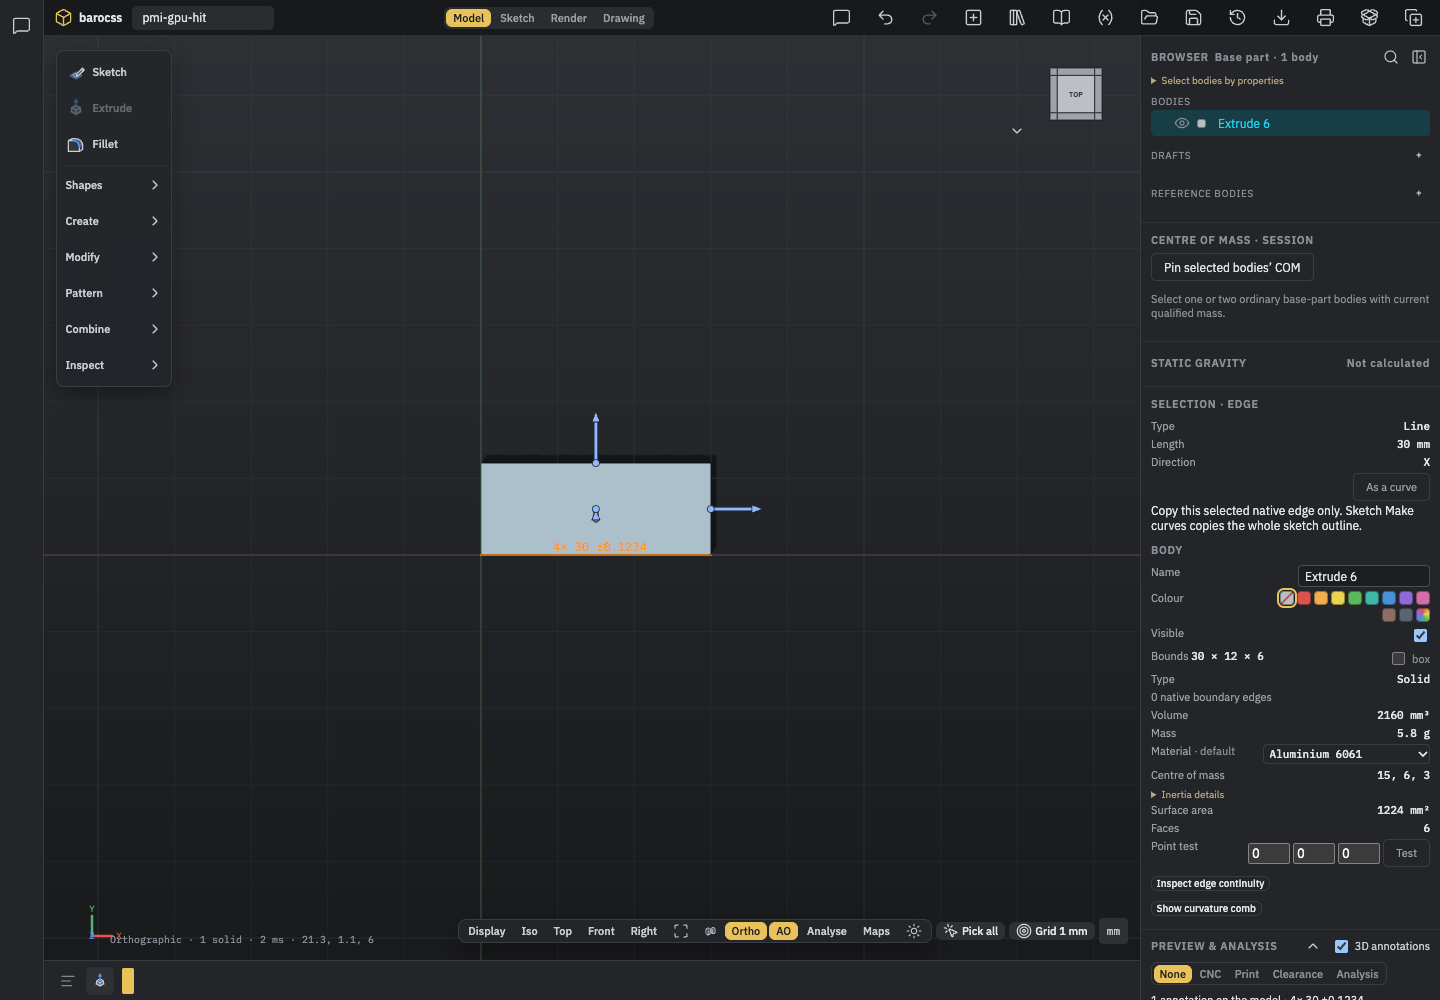 barocss
pmi-gpu-hit
Model Sketch Render Drawing
Sketch
Extrude
Fillet
Shapes
Create
Modify
Pattern
Combine
Inspect
TOP
4× 30 ±0.1234
Y
X
Z
Orthographic · 1 solid · 2 ms · 21.3, 1.1, 6
Display Iso Top Front Right Ortho AO Analyse Maps
Pick all
Grid 1 mm
mm
BROWSER Base part · 1 body
Select bodies by properties
BODIES
Extrude 6
DRAFTS +
REFERENCE BODIES +
CENTRE OF MASS · SESSION
Pin selected bodies’ COM
Select one or two ordinary base-part bodies with current
qualified mass.
STATIC GRAVITY Not calculated
SELECTION · EDGE
Type Line
Length 30 mm
Direction X
As a curve
Copy this selected native edge only. Sketch Make
curves copies the whole sketch outline.
BODY
Name Extrude 6
Colour
Visible
Bounds 30 × 12 × 6 box
Type Solid
0 native boundary edges
Volume 2160 mm³
Mass 5.8 g
Material · default Aluminium 6061
Centre of mass 15, 6, 3
Inertia details
Surface area 1224 mm²
Faces 6
Point test 0 0 0 Test
Inspect edge continuity
Show curvature comb
PREVIEW & ANALYSIS 3D annotations
None CNC Print Clearance Analysis
1 annotation on the model · 4× 30 ±0.1234